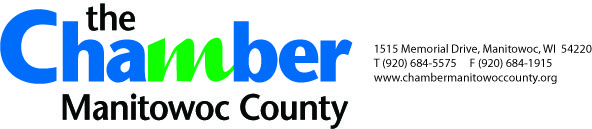 the
Chamber
Manitowoc County
1515 Memorial Drive, Manitowoc, WI  54220
T (920) 684-5575    F (920) 684-1915
www.chambermanitowoccounty.org